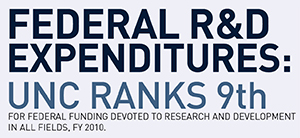 FEDERAL R&D
EXPENDITURES:
UNC RANKS 9th
FOR FEDERAL FUNDING DEVOTED TO RESEARCH AND DEVELOPMENT
IN ALL FIELDS, FY 2010.